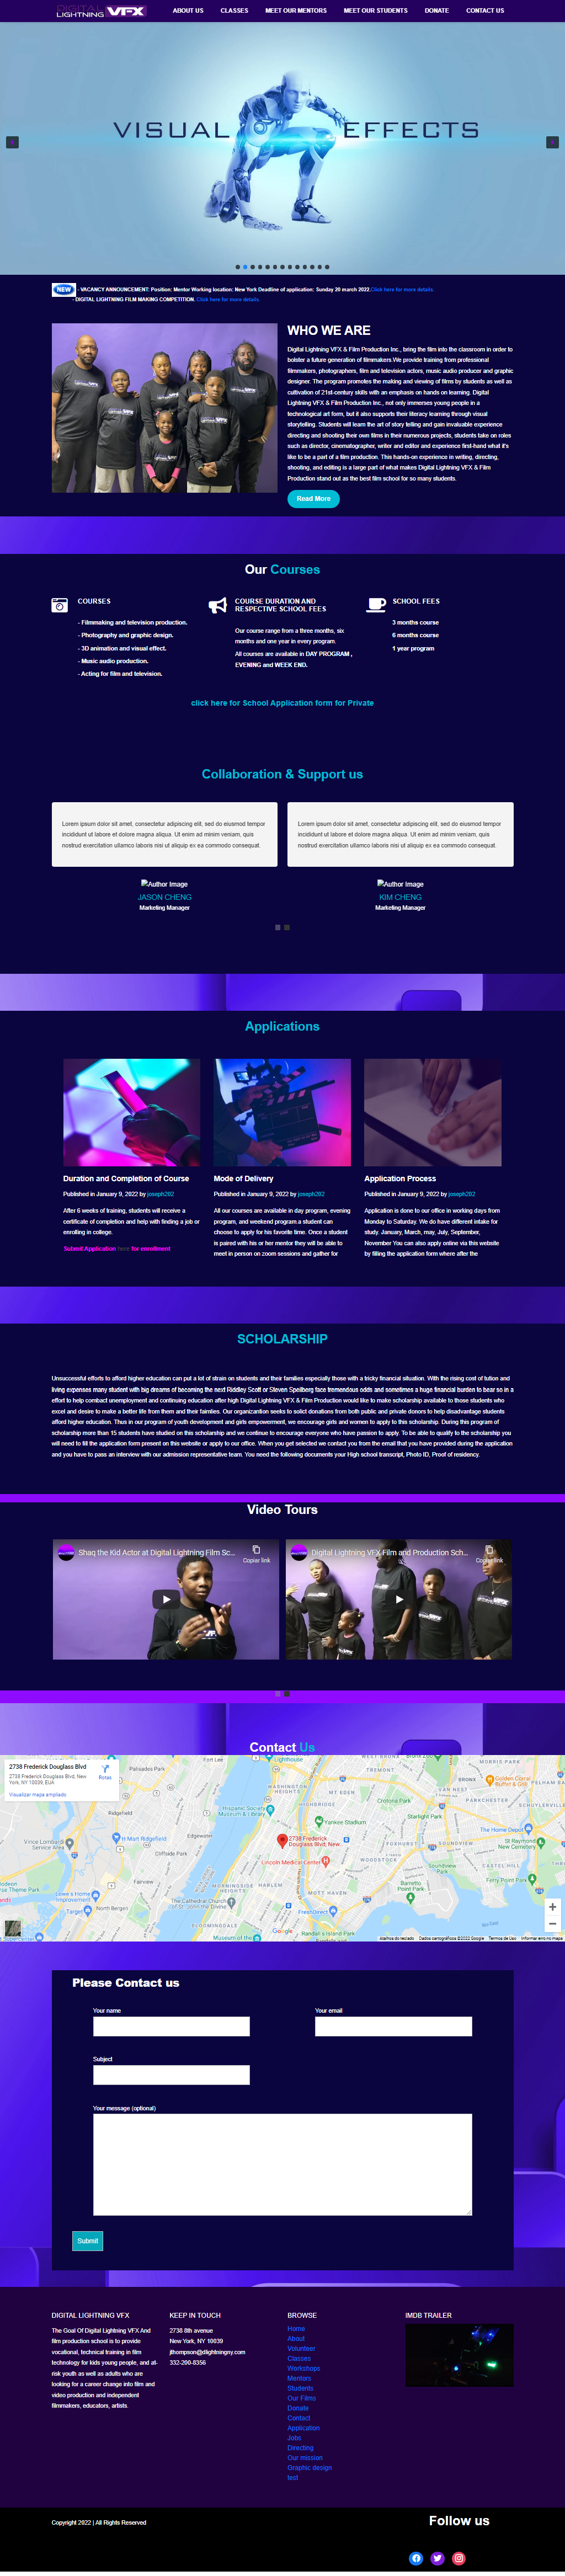 DIGITAL
LIGHTNING VFX
ABOUT US
CLASSES
MEET OUR MENTORS
MEET OUR STUDENTS
DONATE
CONTACT US
VISUAL EFFECTS
NEW - VACANCY ANNOUNCEMENT: Position: Mentor Working location: New York Deadline of application: Sunday 20 march 2022.Click here for more details.
- DIGITAL LIGHTNING FILM MAKING COMPETITION. Click here for more details.
WHO WE ARE
Digital Lightning VFX & Film Production Inc., bring the film into the classroom in order to
bolster a future generation of filmmakers.We provide training from professional
filmmakers, photographers, film and television actors, music audio producer and graphic
designer. The program promotes the making and viewing of films by students as well as
cultivation of 21st-century skills with an emphasis on hands on learning. Digital
Lightning VFX & Film Production Inc., not only immerses young people in a
technological art form, but it also supports their literacy learning through visual
storytelling. Students will learn the art of story telling and gain invaluable experience
directing and shooting their own films in their numerous projects, students take on roles
such as director, cinematographer, writer and editor and experience first-hand what it's
like to be a part of a film production. This hands-on experience in writing, directing,
shooting, and editing is a large part of what makes Digital Lightning VFX & Film
Production stand out as the best film school for so many students.
Read More
Our Courses
COURSES
- Filmmaking and television production.
- Photography and graphic design.
- 3D animation and visual effect.
- Music audio production.
- Acting for film and television.
COURSE DURATION AND
RESPECTIVE SCHOOL FEES
Our course range from a three months, six
months and one year in every program.
All courses are available in DAY PROGRAM ,
EVENING and WEEK END.
SCHOOL FEES
3 months course
6 months course
1 year program
click here for School Application form for Private
Collaboration & Support us
Lorem ipsum dolor sit amet, consectetur adipiscing elit, sed do eiusmod tempor
incididunt ut labore et dolore magna aliqua. Ut enim ad minim veniam, quis
nostrud exercitation ullamco laboris nisi ut aliquip ex ea commodo consequat.
Author Image
JASON CHENG
Marketing Manager
Lorem ipsum dolor sit amet, consectetur adipiscing elit, sed do eiusmod tempor
incididunt ut labore et dolore magna aliqua. Ut enim ad minim veniam, quis
nostrud exercitation ullamco laboris nisi ut aliquip ex ea commodo consequat.
Author Image
KIM CHENG
Marketing Manager
Applications
Duration and Completion of Course
Published in January 9, 2022 by joseph202
After 6 weeks of training, students will receive a
certificate of completion and help with finding a job or
enrolling in college.
Submit Application here for enrollment
Mode of Delivery
Published in January 9, 2022 by joseph202
All our courses are available in day program, evening
program, and weekend program.a student can
choose to apply for his favorite time. Once a student
is paired with his or her mentor they will be able to
meet in person on zoom sessions and gather for
Application Process
Published in January 9, 2022 by joseph202
Application is done to our office in working days from
Monday to Saturday. We do have different intake for
study. January, March, may, July, September,
November You can also apply online via this website
by filling the application form where after the
SCHOLARSHIP
Unsuccessful efforts to afford higher education can put a lot of strain on students and their families especially those with a tricky financial situation. With the rising cost of tution and
living expenses many student with big dreams of becoming the next Riddley Scott or Steven Speilberg face tremendous odds and sometimes a huge financial burden to bear so in a
effort to help combact unemployment and continuing education after high Digital Lightning VFX & Film Production would like to make scholarship available to those students who
excel and desire to make a better life from them and their families. Our organization seeks to solicit donations from both public and private donors to help disadvantage students
afford higher education. Thus in our program of youth development and girls empowerment, we encourage girls and women to apply to this scholarship. During this program of
scholarship more than 15 students have studied on this scholarship and we continue to encourage everyone who have passion to apply. To be able to qualify to the scholarship you
will need to fill the application form present on this website or apply to our office. When you get selected we contact you from the email that you have provided during the application
and you have to pass an interview with our admission representative team. You need the following documents your High school transcript, Photo ID, Proof of residency.
Video Tours
Shaq the Kid Actor at Digital Lightning Film Sc...
Copier link
Digital Lightning VFX Film and Production Sch...
Copier link
Contact Us
2738 Frederick Douglass Blvd
2738 Frederick Douglass Blvd, New
York, NY 10039, EUA
Rotas
Visualizar mapa ampliado
Yankee Stadium
2738 Frederick
Douglass Blvd, New...
Lincoln Medical Center
Google
Atalhos do teclado
Dados cartográficos ©2022 Google
Termos de Uso
Informar erro no mapa
Please Contact us
Your name
Your email
Subject
Your message (optional)
Submit
DIGITAL LIGHTNING VFX
The Goal Of Digital Lightning VFX And
film production school is to provide
vocational, technical training in film
technology for kids young people, and at-
risk youth as well as adults who are
looking for a career change into film and
video production and independent
filmmakers, educators, artists.
KEEP IN TOUCH
2738 8th avenue
New York, NY 10039
jthompson@dlightningny.com
332-200-8356
BROWSE
Home
About
Volunteer
Classes
Workshops
Mentors
Students
Our Films
Donate
Contact
Application
Jobs
Directing
Our mission
Graphic design
test
IMDB TRAILER
Copyright 2022 | All Rights Reserved
Follow us